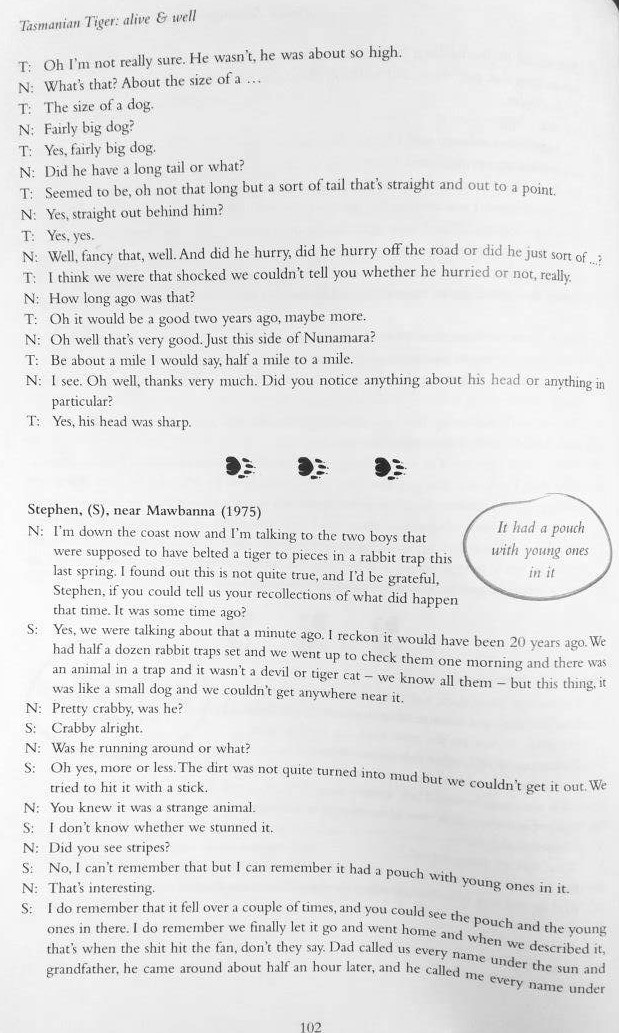 Tasmanian Tiger: alive & well
T: Oh I'm not really sure. He wasn't, he was about so high.
N: What's that? About the size of a …
T: The size of a dog.
N: Fairly big dog?
T: Yes, fairly big dog.
N: Did he have a long tail or what?
T: Seemed to be, oh not that long but a sort of tail that's straight and out to a point.
N: Yes, straight out behind him?
T: Yes, yes.
N: Well, fancy that, well. And did he hurry, did he hurry off the road or did he just sort of …?
T: I think we were that shocked we couldn't tell you whether he hurried or not, really.
N: How long ago was that?
T: Oh it would be a good two years ago, maybe more.
N: Oh well that's very good. Just this side of Nunamara?
T: Be about a mile I would say, half a mile to a mile.
N: I see. Oh well, thanks very much. Did you notice anything about his head or anything in
particular?
T: Yes, his head was sharp.
Stephen, (S), near Mawbanna (1975)
N: I'm down the coast now and I'm talking to the two boys that
were supposed to have belted a tiger to pieces in a rabbit trap this
last spring. I found out this is not quite true, and I'd be grateful,
Stephen, if you could tell us your recollections of what did happen
that time. It was some time ago?
It had a pouch
with young ones
in it
S: Yes, we were talking about that a minute ago. I reckon it would have been 20 years ago. We
had half a dozen rabbit traps set and we went up to check them one morning and there was
an animal in a trap and it wasn't a devil or tiger cat – we know all them – but this thing, it
was like a small dog and we couldn't get anywhere near it.
N: Pretty crabby, was he?
S: Crabby alright.
N: Was he running around or what?
S: Oh yes, more or less. The dirt was not quite turned into mud but we couldn't get it out. We
tried to hit it with a stick.
N: You knew it was a strange animal.
S: I don't know whether we stunned it.
N: Did you see stripes?
S: No, I can't remember that but I can remember it had a pouch with young ones in it.
N: That's interesting.
S: I do remember that it fell over a couple of times, and you could see the pouch and the young
ones in there. I do remember we finally let it go and went home and when we described it,
that's when the shit hit the fan, don't they say. Dad called us every name under the sun and
grandfather, he came around about half an hour later, and he called me every name under
102